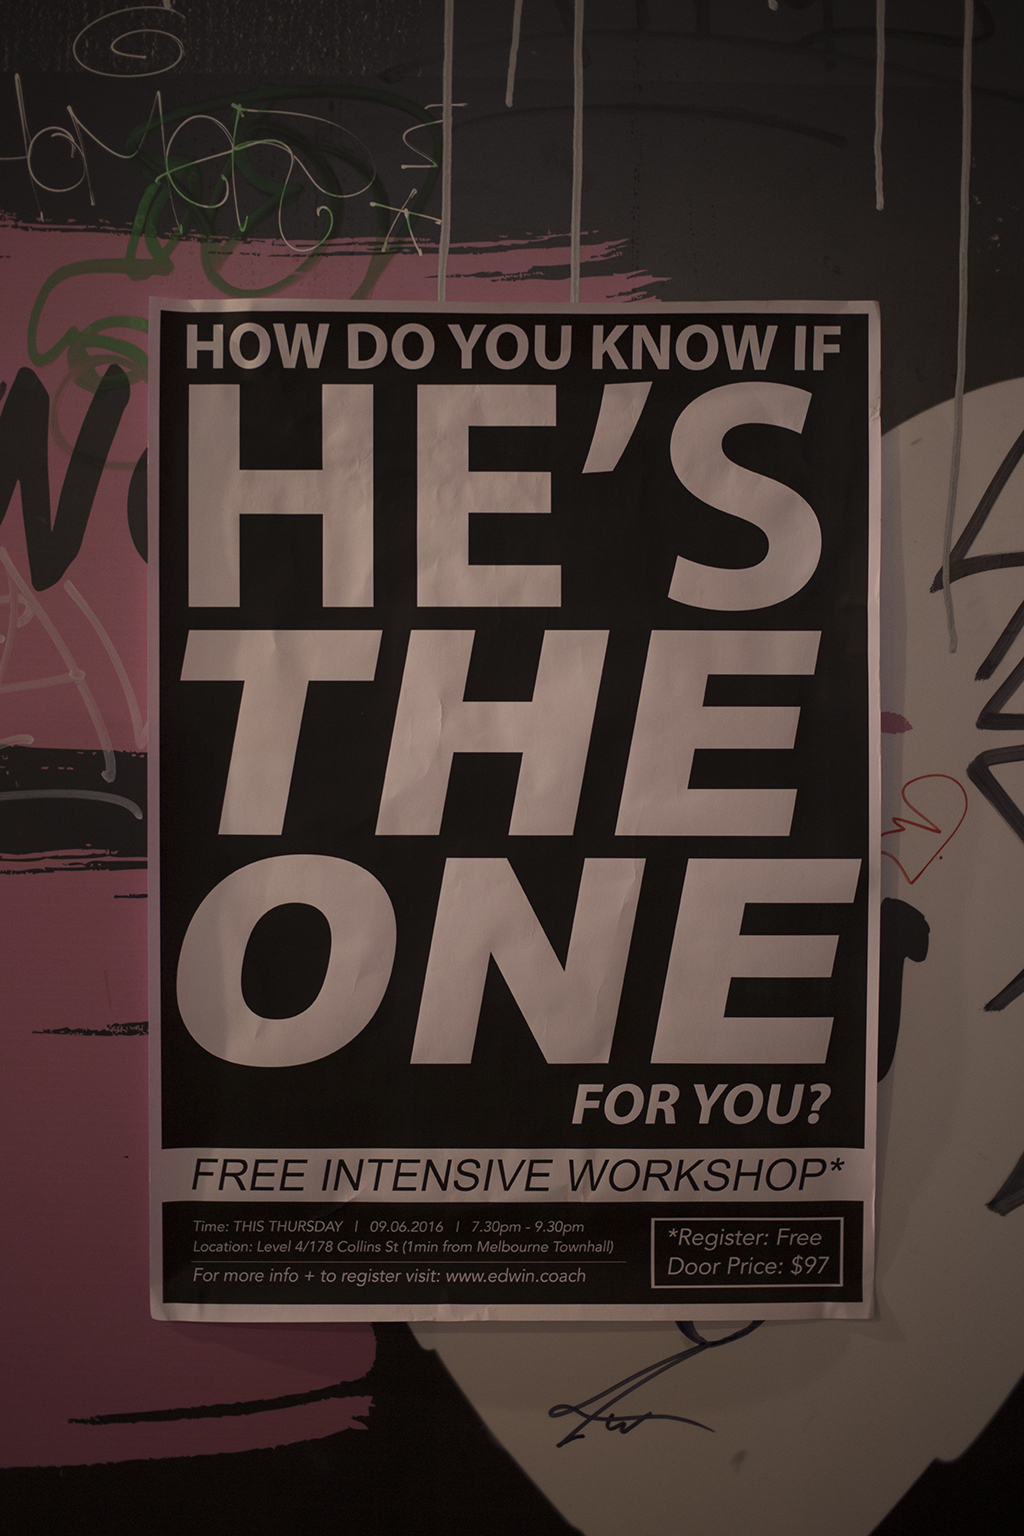 HOW DO YOU KNOW IF
HE'S
THE
ONE
FOR YOU?
FREE INTENSIVE WORKSHOP*
Time: THIS THURSDAY | 09.06.2016 | 7.30pm - 9.30pm
Location: Level 4/178 Collins St (1min from Melbourne Townhall)
For more info + to register visit: www.edwin.coach
*Register: Free
Door Price: $97